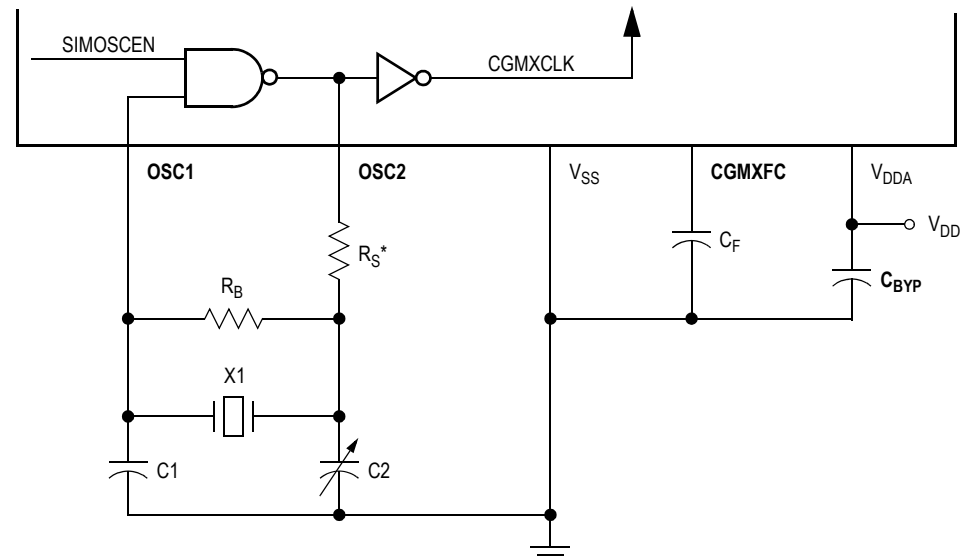 SIMOSCEN
CGMXCLK
OSC1
OSC2
VSS
CGMXFC
VDDA
VDD
RS*
CF
CBYP
RB
X1
C1
C2